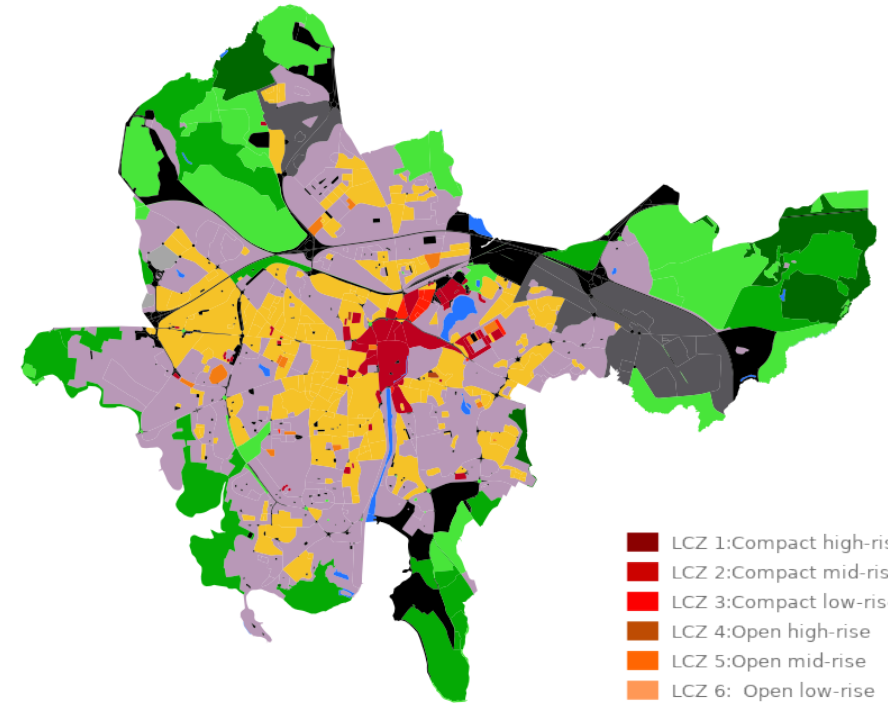 LCZ 1:Compact high-ris
LCZ 2:Compact mid-ris
LCZ 3:Compact low-rise
LCZ 4:Open high-rise
LCZ 5:Open mid-rise
LCZ 6: Open low-rise